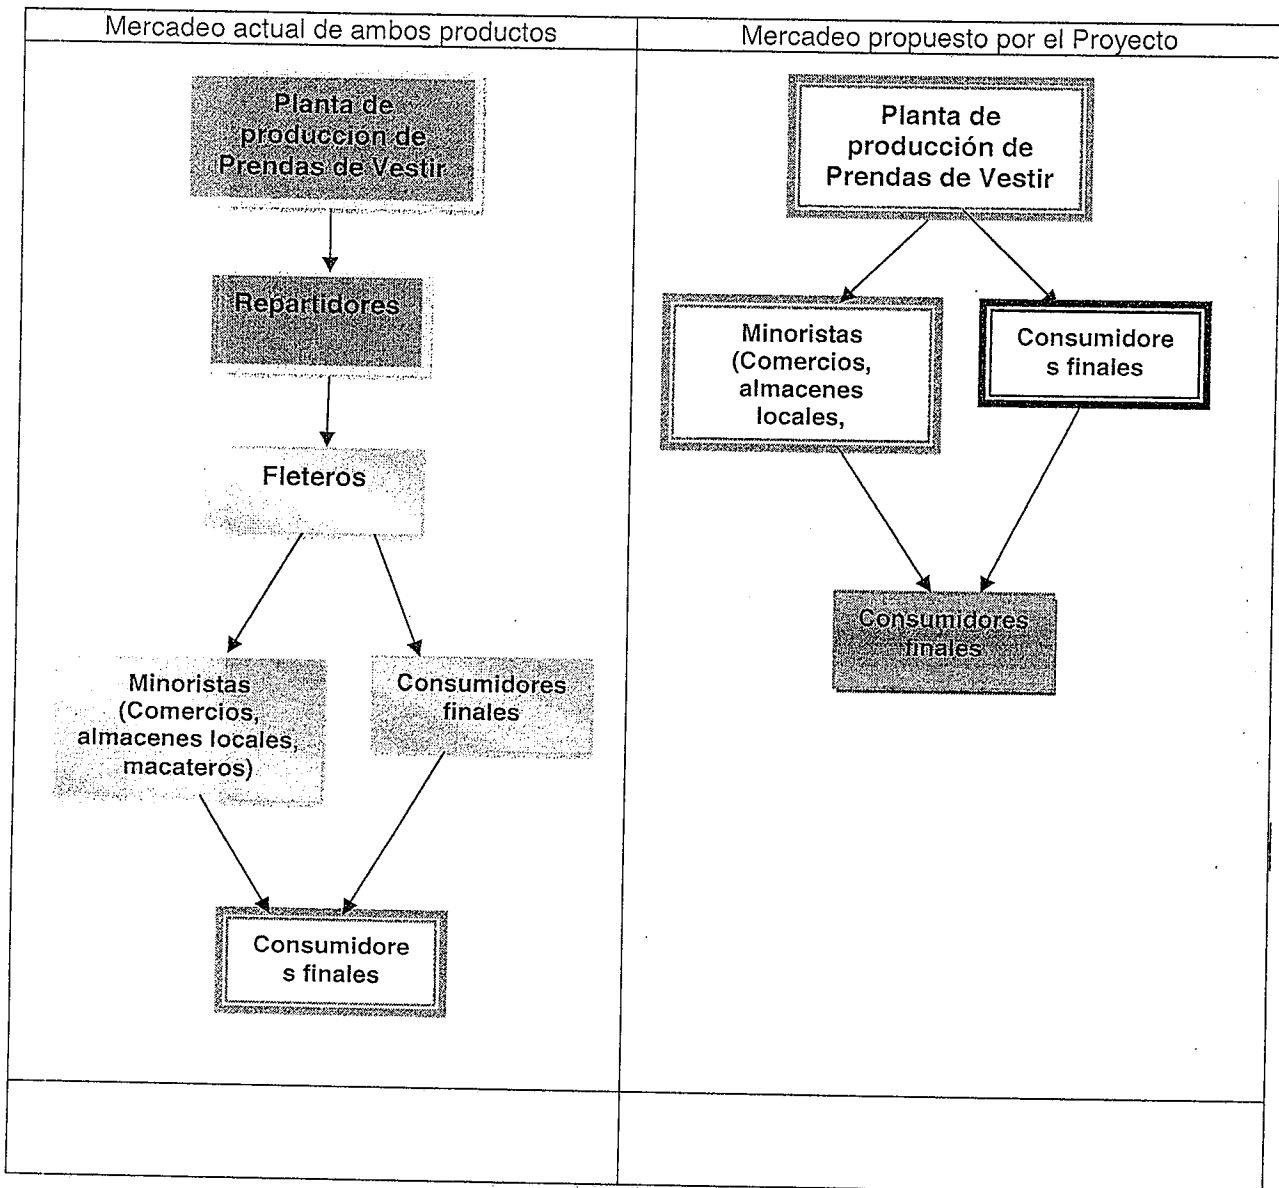 Mercadeo actual de ambos productos
Planta de
produccion de
Prendas de Vestir
Repartidores
Fleteros
Minoristas
(Comercios,
almacenes locales,
macateros)
Consumidores
finales
Consumidore
s finales
Mercadeo propuesto por el Proyecto
Planta de
producción de
Prendas de Vestir
Minoristas
(Comercios,
almacenes
locales,
Consumidore
s finales
Consumidores
finales